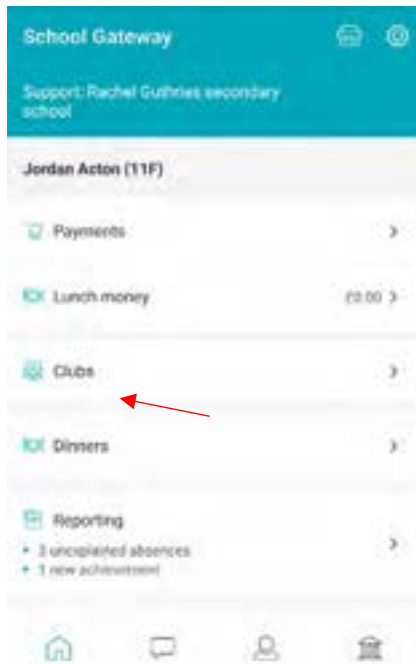 School Gateway
Support: Rachel Guthries secondary
school
Jordan Acton (11F)
Payments
Lunch money £0.00
Clubs
Dinners
Reporting
unexplained absences
1 new achievement